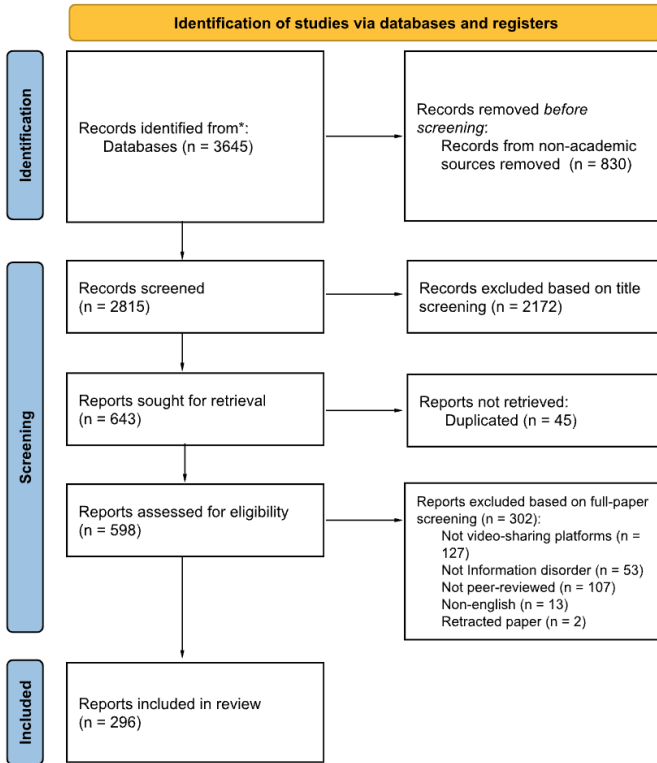 Identification of studies via databases and registers
Identification
Records identified from*:
Databases (n = 3645)
Records removed before
screening:
Records from non-academic
sources removed (n = 830)
Screening
Records screened
(n = 2815)
Records excluded based on title
screening (n = 2172)
Reports sought for retrieval
(n = 643)
Reports not retrieved:
Duplicated (n = 45)
Reports assessed for eligibility
(n = 598)
Reports excluded based on full-paper
screening (n = 302):
Not video-sharing platforms (n =
127)
Not Information disorder (n = 53)
Not peer-reviewed (n = 107)
Non-english (n = 13)
Retracted paper (n = 2)
Included
Reports included in review
(n = 296)